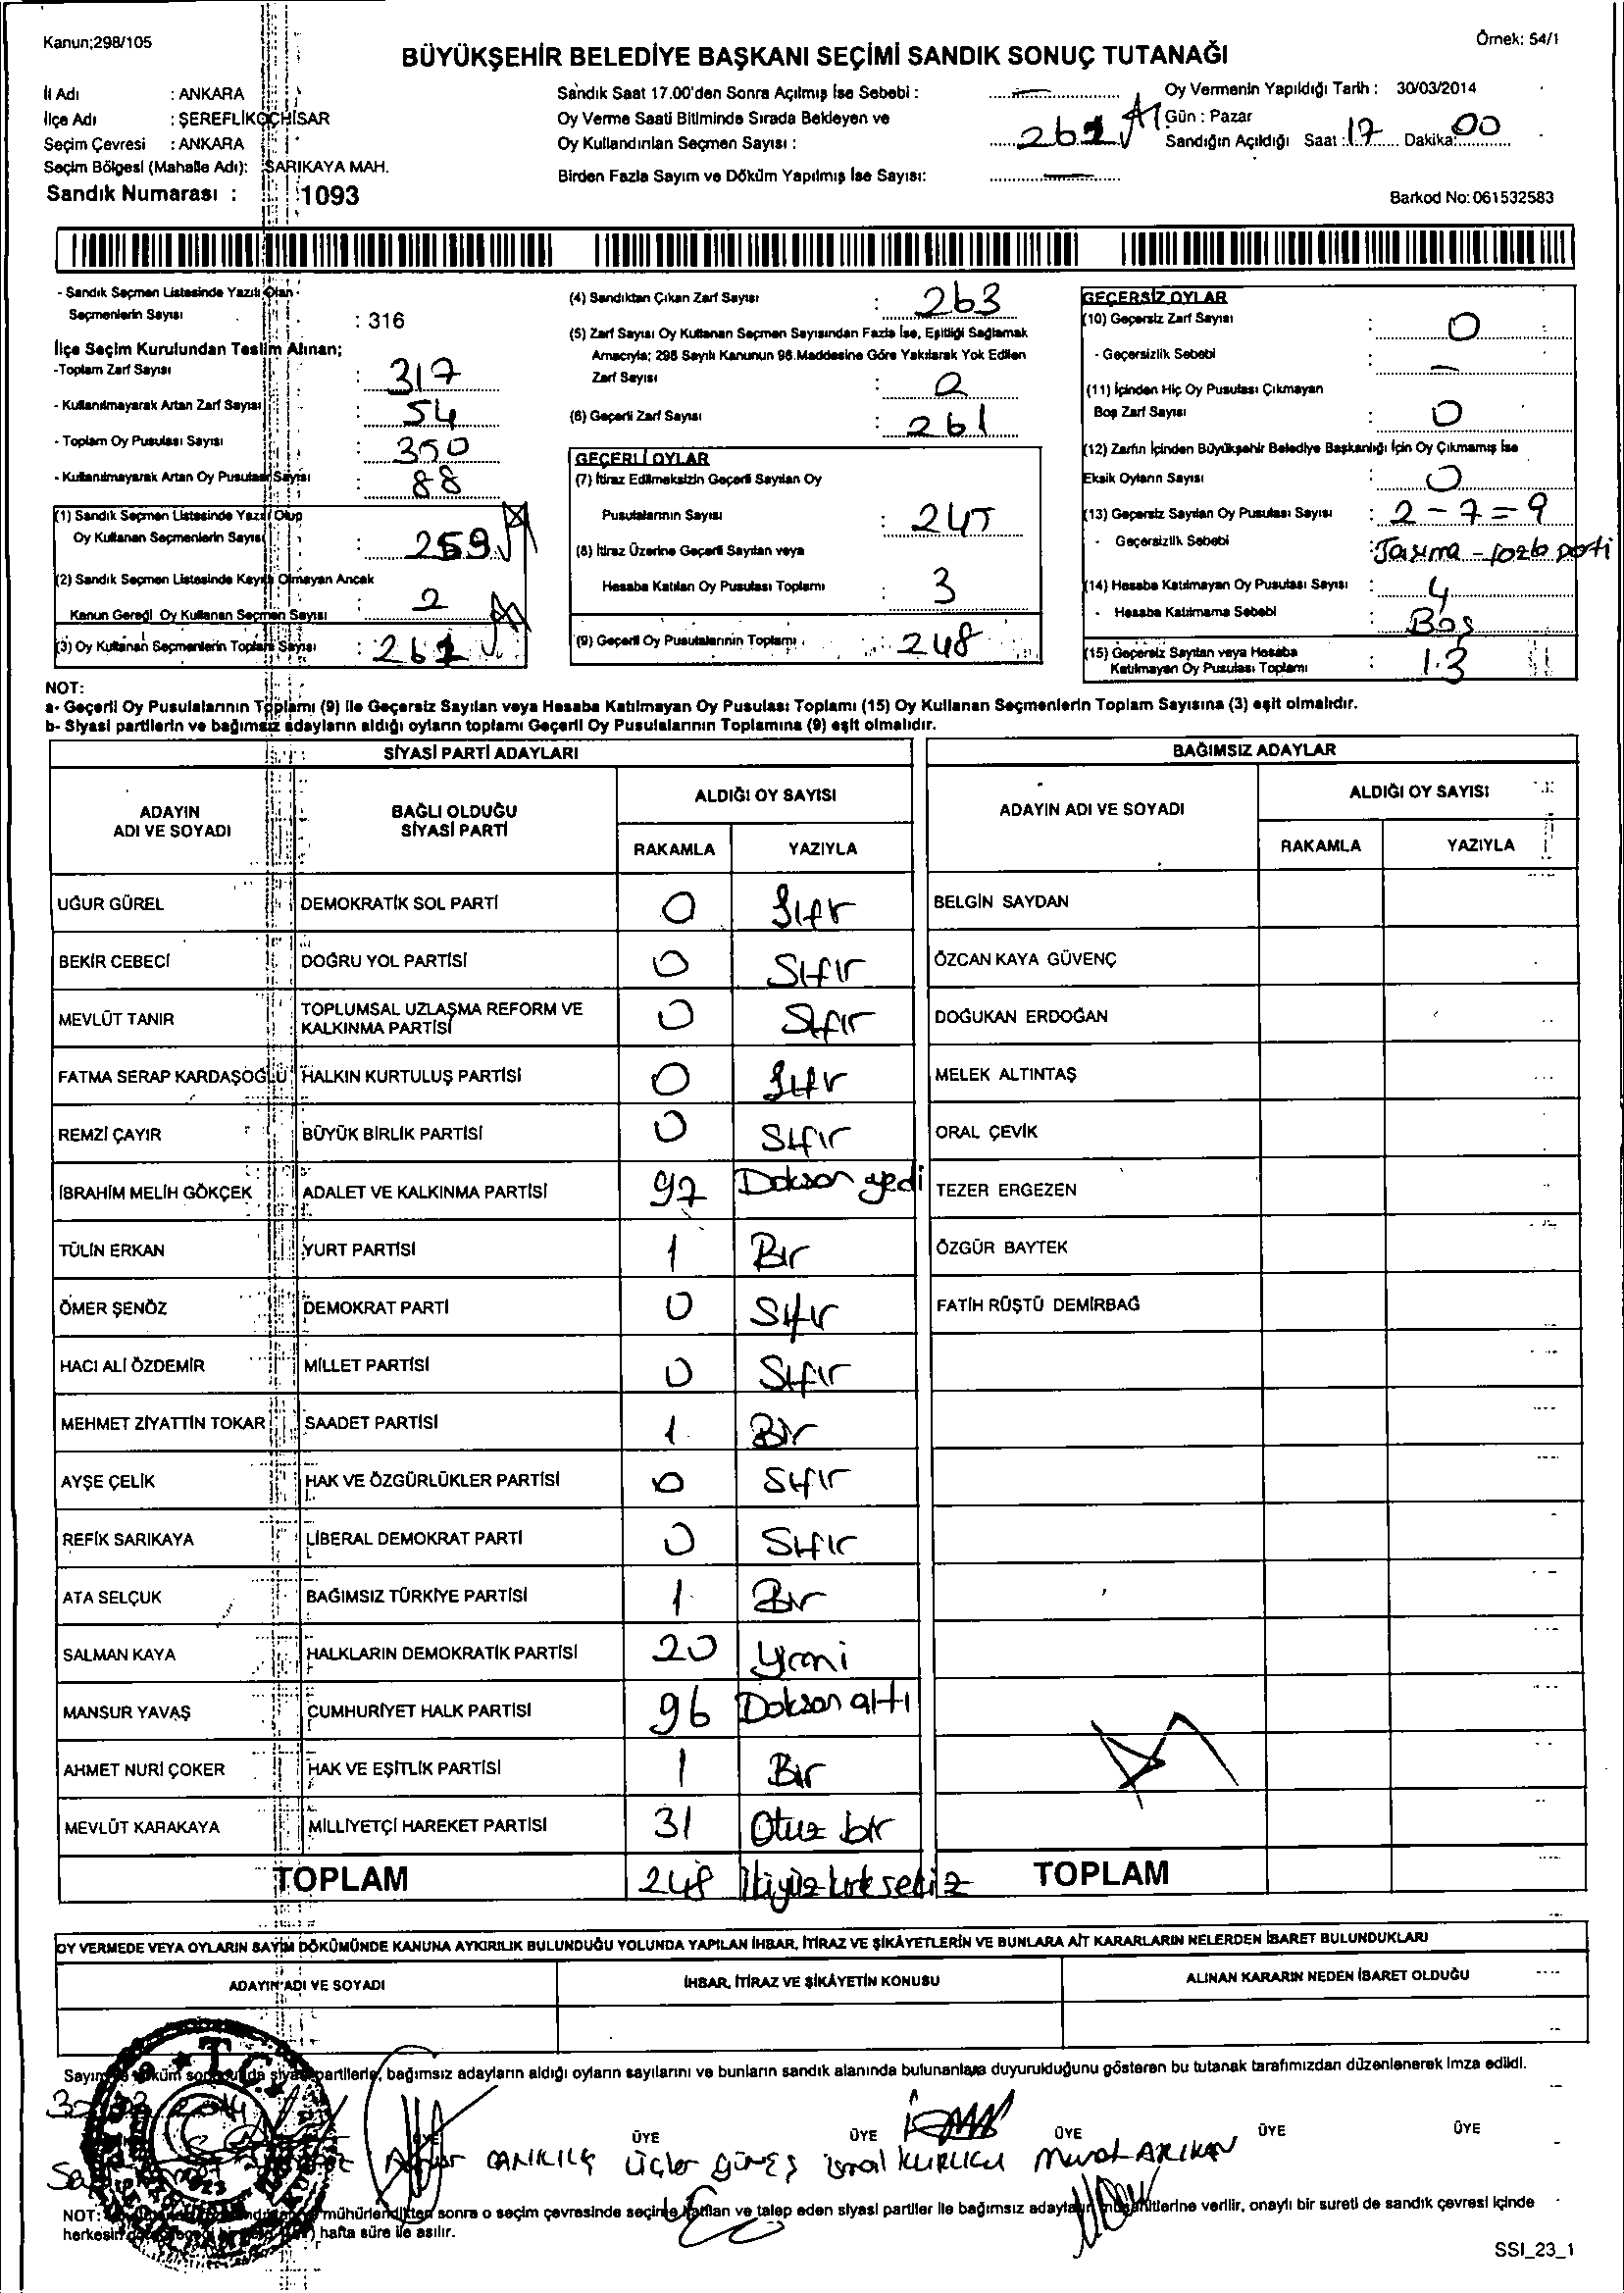 Kanun;298/105
Örnek: 54/1
BÜYÜKŞEHİR BELEDİYE BAŞKANI SEÇİMİ SANDIK SONUÇ TUTANAĞI
İl Adı : ANKARA
İlçe Adı : ŞEREFLİKOÇHİSAR
Seçim Çevresi : ANKARA
Seçim Bölgesi (Mahalle Adı): SARIKAYA MAH.
Sandık Numarası : 1093
Sandık Saat 17.00'den Sonra Açılmış İse Sebebi :
Oy Verme Saati Bitiminde Sırada Bekleyen ve
Oy Kullandırılan Seçmen Sayısı : 261
Birden Fazla Sayım ve Döküm Yapılmış İse Sayısı:
Oy Vermenin Yapıldığı Tarih : 30/03/2014
Gün : Pazar
Sandığın Açıldığı Saat : 17 Dakika: 00
Barkod No: 061532583
- Sandık Seçmen Listesinde Yazılı Olan
Seçmenlerin Sayısı : 316
İlçe Seçim Kurulundan Teslim Alınan;
-Toplam Zarf Sayısı : 317
- Kullanılmayarak Artan Zarf Sayısı : 54
- Toplam Oy Pusulası Sayısı : 350
- Kullanılmayarak Artan Oy Pusulası Sayısı : 88
(1) Sandık Seçmen Listesinde Yazılı Olup
Oy Kullanan Seçmenlerin Sayısı : 259
(2) Sandık Seçmen Listesinde Kayıtlı Olmayan Ancak
Kanun Gereği Oy Kullanan Seçmen Sayısı : 2
(3) Oy Kullanan Seçmenlerin Toplam Sayısı : 261
(4) Sandıktan Çıkan Zarf Sayısı : 263
(5) Zarf Sayısı Oy Kullanan Seçmen Sayısından Fazla İse, Eşitliği Sağlamak
Amacıyla; 298 Sayılı Kanunun 98.Maddesine Göre Yakılarak Yok Edilen
Zarf Sayısı : 2
(6) Geçerli Zarf Sayısı : 261
GEÇERLİ OYLAR
(7) İtiraz Edilmeksizin Geçerli Sayılan Oy
Pusulalarının Sayısı : 245
(8) İtiraz Üzerine Geçerli Sayılan veya
Hesaba Katılan Oy Pusulası Toplamı : 3
(9) Geçerli Oy Pusulalarının Toplamı : 248
GEÇERSİZ OYLAR
(10) Geçersiz Zarf Sayısı : 0
- Geçersizlik Sebebi : —
(11) İçinden Hiç Oy Pusulası Çıkmayan
Boş Zarf Sayısı : 0
(12) Zarfın İçinden Büyükşehir Belediye Başkanlığı İçin Oy Çıkmamış İse
Eksik Oyların Sayısı : 0
(13) Geçersiz Sayılan Oy Pusulası Sayısı : 2 - 7 = 9
- Geçersizlik Sebebi : Taşıma - fazla parti
(14) Hesaba Katılmayan Oy Pusulası Sayısı : 4
- Hesaba Katılmama Sebebi : Boş
(15) Geçersiz Sayılan veya Hesaba
Katılmayan Oy Pusulası Toplamı : 13
NOT:
a- Geçerli Oy Pusulalarının Toplamı (9) ile Geçersiz Sayılan veya Hesaba Katılmayan Oy Pusulası Toplamı (15) Oy Kullanan Seçmenlerin Toplam Sayısına (3) eşit olmalıdır.
b- Siyasi partilerin ve bağımsız adayların aldığı oyların toplamı Geçerli Oy Pusulalarının Toplamına (9) eşit olmalıdır.
SİYASİ PARTİ ADAYLARI
ADAYIN ADI VE SOYADI
BAĞLI OLDUĞU SİYASİ PARTİ
ALDIĞI OY SAYISI
RAKAMLA YAZIYLA
UĞUR GÜREL DEMOKRATİK SOL PARTİ 0 Sıfır
BEKİR CEBECİ DOĞRU YOL PARTİSİ 0 Sıfır
MEVLÜT TANIR TOPLUMSAL UZLAŞMA REFORM VE KALKINMA PARTİSİ 0 Sıfır
FATMA SERAP KARDAŞOĞLU HALKIN KURTULUŞ PARTİSİ 0 Sıfır
REMZİ ÇAYIR BÜYÜK BİRLİK PARTİSİ 0 Sıfır
İBRAHİM MELİH GÖKÇEK ADALET VE KALKINMA PARTİSİ 97 Doksan yedi
TÜLİN ERKAN YURT PARTİSİ 1 Bir
ÖMER ŞENÖZ DEMOKRAT PARTİ 0 Sıfır
HACI ALİ ÖZDEMİR MİLLET PARTİSİ 0 Sıfır
MEHMET ZİYATTİN TOKAR SAADET PARTİSİ 1 Bir
AYŞE ÇELİK HAK VE ÖZGÜRLÜKLER PARTİSİ 0 Sıfır
REFİK SARIKAYA LİBERAL DEMOKRAT PARTİ 0 Sıfır
ATA SELÇUK BAĞIMSIZ TÜRKİYE PARTİSİ 1 Bir
SALMAN KAYA HALKLARIN DEMOKRATİK PARTİSİ 20 Yirmi
MANSUR YAVAŞ CUMHURİYET HALK PARTİSİ 96 Doksan altı
AHMET NURİ ÇOKER HAK VE EŞİTLİK PARTİSİ 1 Bir
MEVLÜT KARAKAYA MİLLİYETÇİ HAREKET PARTİSİ 31 Otuz bir
TOPLAM 248 İkiyüz kırk sekiz
BAĞIMSIZ ADAYLAR
ADAYIN ADI VE SOYADI
ALDIĞI OY SAYISI
RAKAMLA YAZIYLA
BELGİN SAYDAN
ÖZCAN KAYA GÜVENÇ
DOĞUKAN ERDOĞAN
MELEK ALTINTAŞ
ORAL ÇEVİK
TEZER ERGEZEN
ÖZGÜR BAYTEK
FATİH RÜŞTÜ DEMİRBAĞ
TOPLAM
OY VERMEDE VEYA OYLARIN SAYIM DÖKÜMÜNDE KANUNA AYKIRILIK BULUNDUĞU YOLUNDA YAPILAN İHBAR, İTİRAZ VE ŞİKÂYETLERİN VE BUNLARA AİT KARARLARIN NELERDEN İBARET BULUNDUKLARI
ADAYIN ADI VE SOYADI
İHBAR, İTİRAZ VE ŞİKÂYETİN KONUSU
ALINAN KARARIN NEDEN İBARET OLDUĞU
partilerle, bağımsız adayların aldığı oyların sayılarını ve bunların sandık alanında bulunanlara duyurulduğunu gösteren bu tutanak tarafımızdan düzenlenerek imza edildi.
T.C.
ÜYE ÜYE ÜYE ÜYE ÜYE ÜYE
Üçler GÜNEŞ İsmail KURUCU Murat ARIKAN
NOT: mühürlendikten sonra o seçim çevresinde seçime katılan ve talep eden siyasi partiler ile bağımsız adayların müşahitlerine verilir, onaylı bir sureti de sandık çevresi içinde
herkesin hafta süre ile asılır.
SSI_23_1